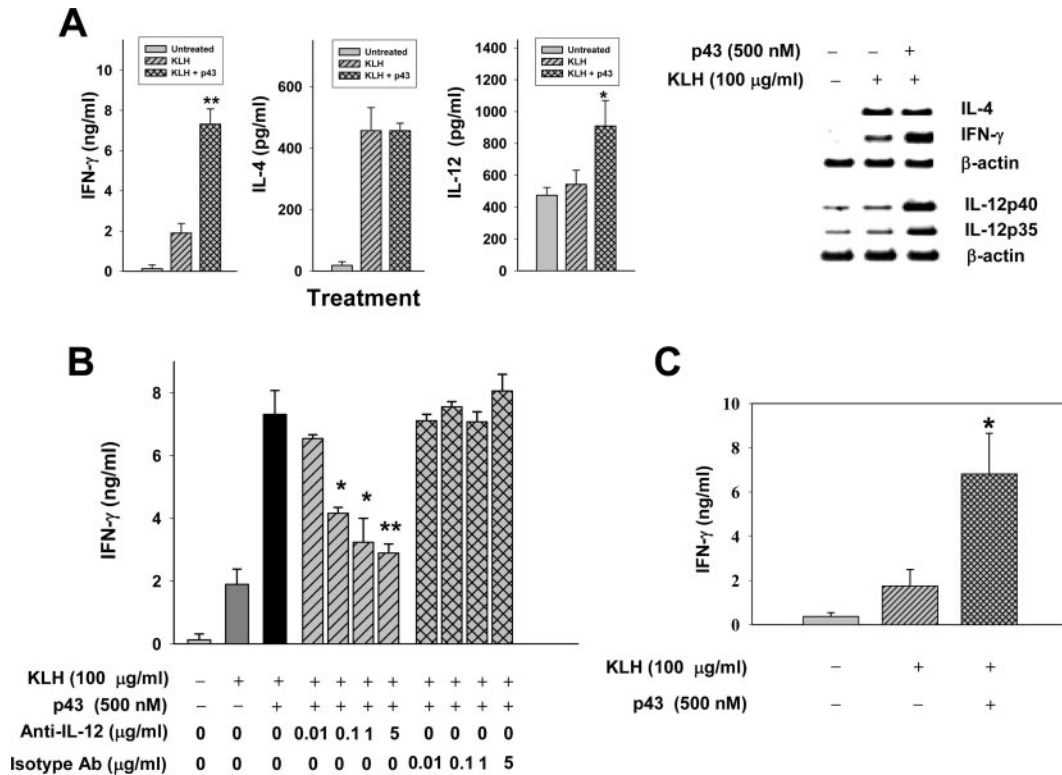 A
Untreated
KLH
KLH + p43
IFN-γ (ng/ml)
10
8
6
4
2
0
**
Untreated
KLH
KLH + p43
IL-4 (pg/ml)
600
400
200
0
Untreated
KLH
KLH + p43
IL-12 (pg/ml)
1400
1200
1000
800
600
400
200
0
*
Treatment
p43 (500 nM) – – +
KLH (100 μg/ml) – + +
IL-4
IFN-γ
β-actin
IL-12p40
IL-12p35
β-actin
B
IFN-γ (ng/ml)
8
6
4
2
0
* * **
KLH (100 μg/ml) – + + + + + + + + + +
p43 (500 nM) – – + + + + + + + + +
Anti-IL-12 (μg/ml) 0 0 0 0.01 0.1 1 5 0 0 0 0
Isotype Ab (μg/ml) 0 0 0 0 0 0 0 0.01 0.1 1 5
C
IFN-γ (ng/ml)
10
8
6
4
2
0
*
KLH (100 μg/ml) – + +
p43 (500 nM) – – +